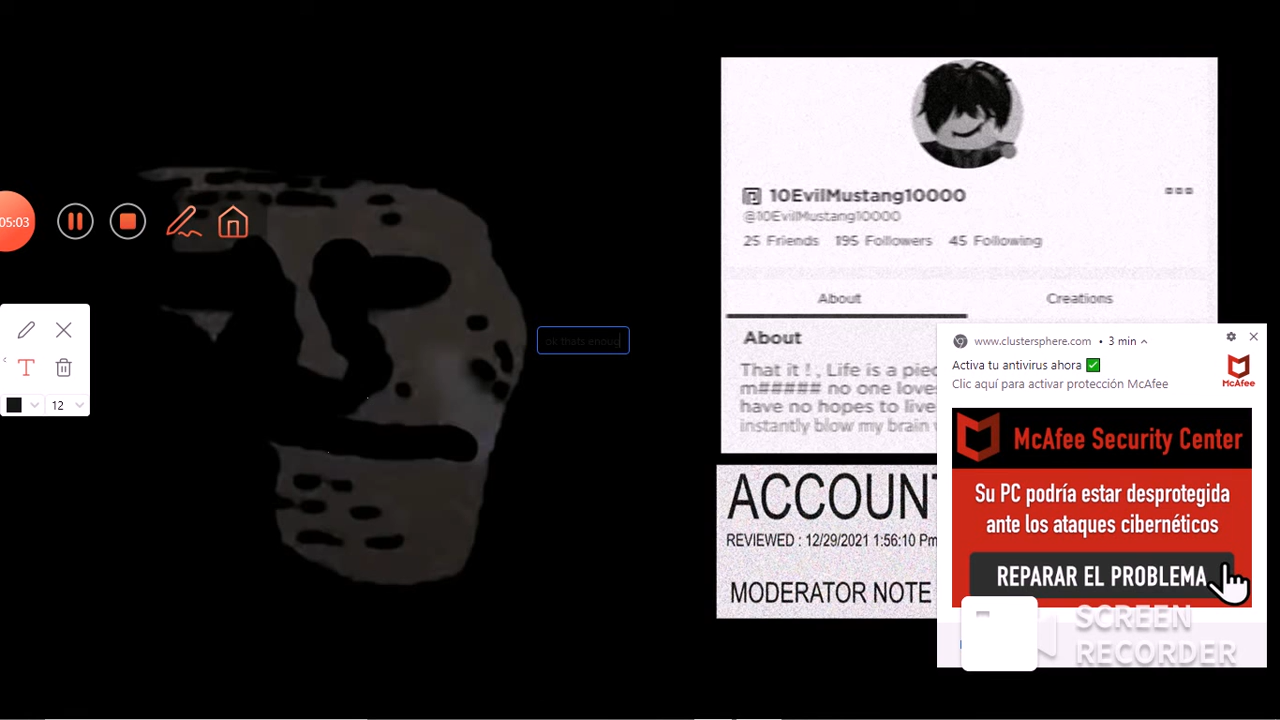 05:03
12
ok thats enoug
10EvilMustang10000
@10EvilMustang10000
25 Friends 195 Followers 45 Following
About Creations
About
That it ! , Life is a piec
m##### no one loves
have no hopes to live
instantly blow my brain
ACCOUNT
REVIEWED : 12/29/2021 1:56:10 Pm
MODERATOR NOTE
www.clustersphere.com • 3 min
Activa tu antivirus ahora ✅
Clic aquí para activar protección McAfee
McAfee
McAfee Security Center
Su PC podría estar desprotegida
ante los ataques cibernéticos
REPARAR EL PROBLEMA
SCREEN
RECORDER